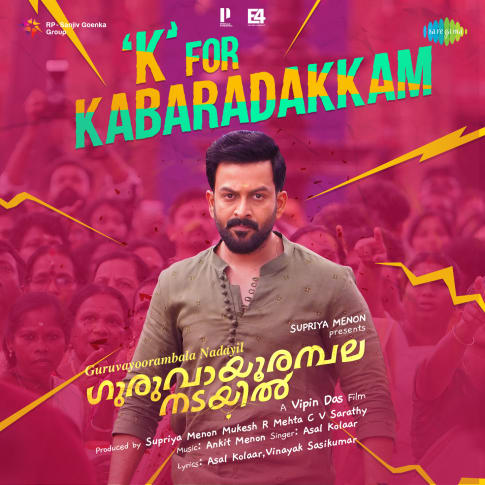 RP-Sanjiv Goenka
Group
E4
saregama
'K' FOR
KABARADAKKAM
SUPRIYA MENON
presents
Guruvayoorambala Nadayil
ഗുരുവായൂരമ്പല
നടയിൽ
A Vipin Das Film
Produced by Supriya Menon Mukesh R Mehta C V Sarathy
Music: Ankit Menon Singer: Asal Kolaar
Lyrics: Asal Kolaar,Vinayak Sasikumar